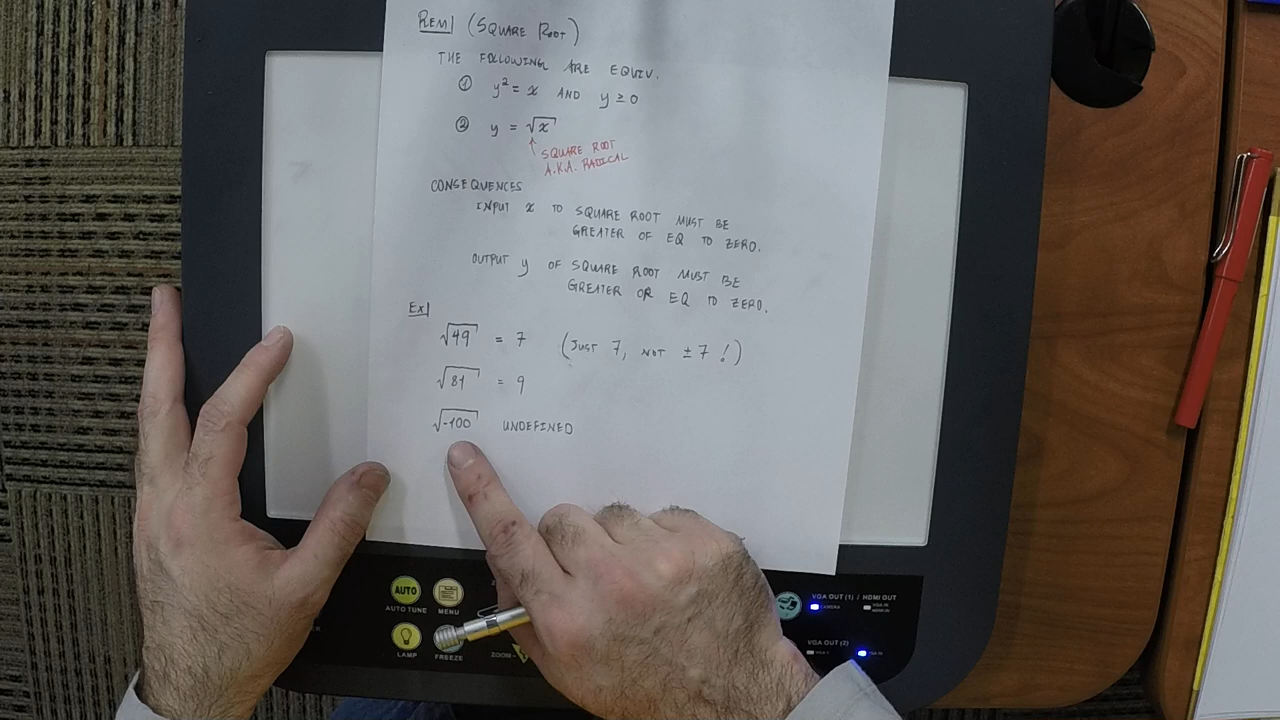 REM (SQUARE ROOT)
THE FOLLOWING ARE EQUIV.
① y² = x AND y ≥ 0
② y = √x
↑ SQUARE ROOT
A.K.A. RADICAL
CONSEQUENCES
INPUT x TO SQUARE ROOT MUST BE
GREATER OF EQ TO ZERO.
OUTPUT y OF SQUARE ROOT MUST BE
GREATER OR EQ TO ZERO.
EX
√49 = 7 (JUST 7, NOT ±7!)
√81 = 9
√-100 UNDEFINED
AUTO
AUTO TUNE MENU
LAMP FREEZE ZOOM
VGA OUT (1) / HDMI OUT
CAMERA
VGA OUT (2)